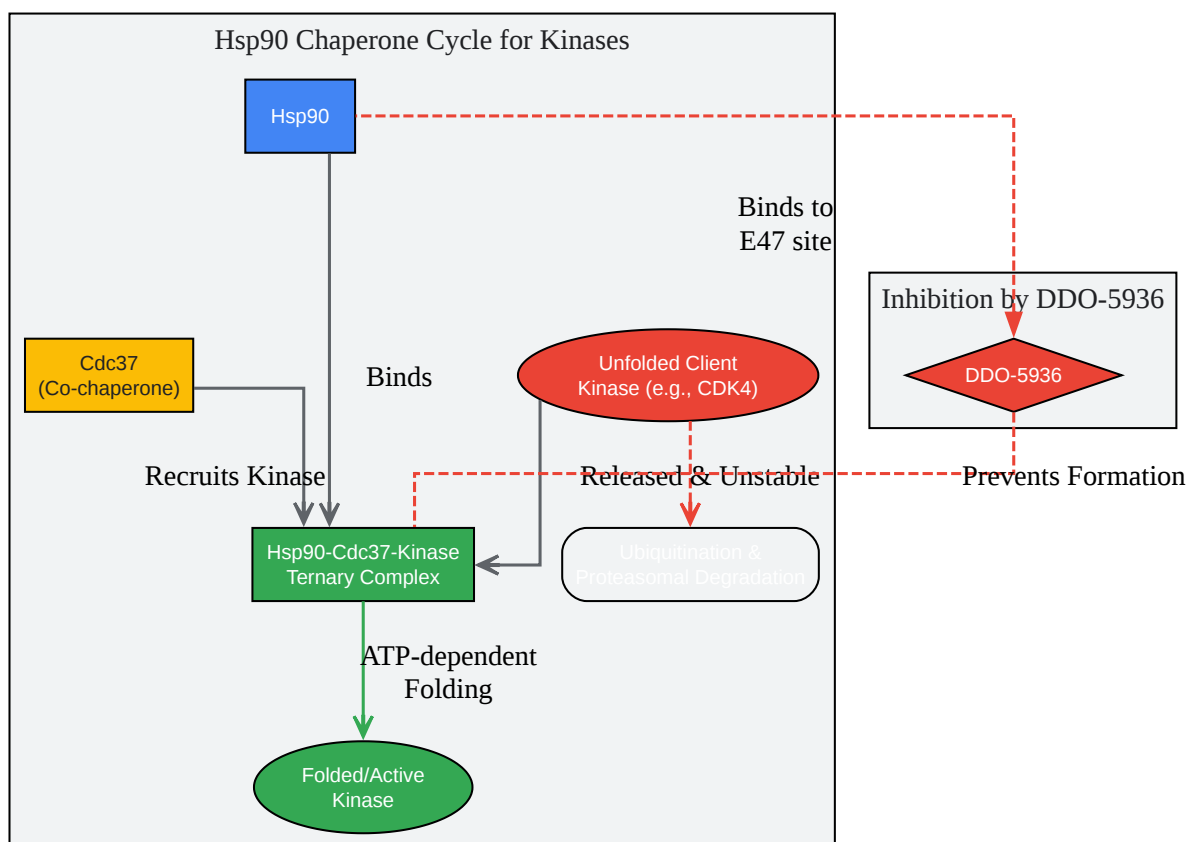 Hsp90 Chaperone Cycle for Kinases
Hsp90
Binds to
E47 site
Inhibition by DDO-5936
Cdc37
(Co-chaperone)
Binds
Unfolded Client
Kinase (e.g., CDK4)
DDO-5936
Recruits Kinase
Released & Unstable
Prevents Formation
Hsp90-Cdc37-Kinase
Ternary Complex
Ubiquitination &
Proteasomal Degradation
ATP-dependent
Folding
Folded/Active
Kinase